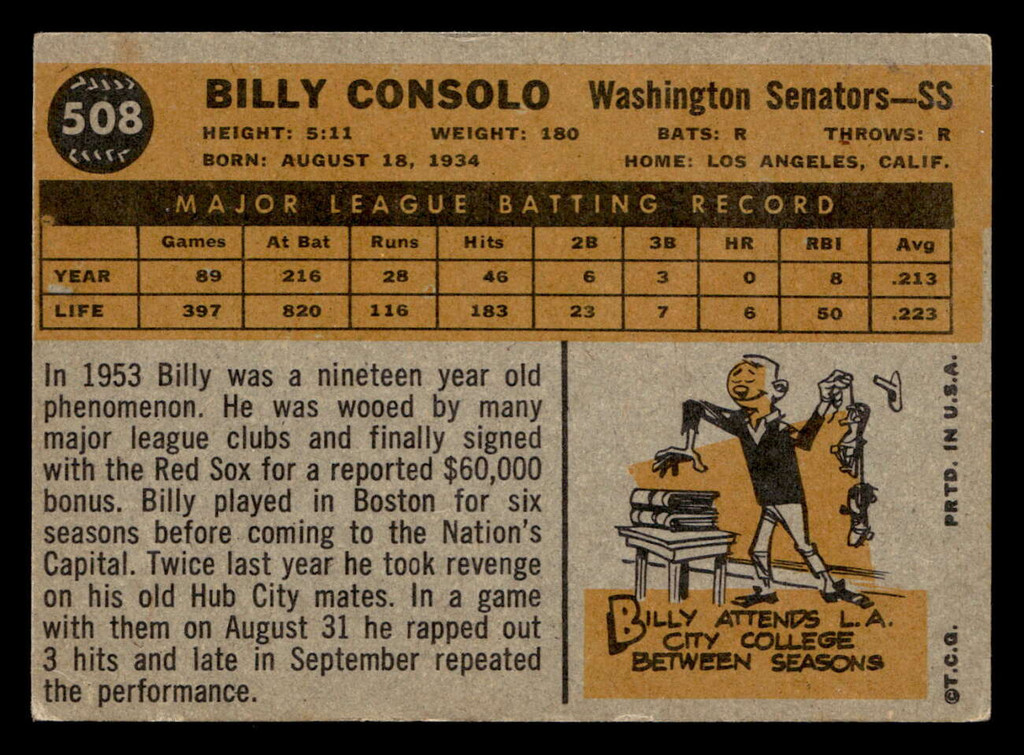 508
BILLY CONSOLO Washington Senators—SS
HEIGHT: 5:11 WEIGHT: 180 BATS: R THROWS: R
BORN: AUGUST 18, 1934 HOME: LOS ANGELES, CALIF.
MAJOR LEAGUE BATTING RECORD
Games At Bat Runs Hits 2B 3B HR RBI Avg
YEAR 89 216 28 46 6 3 0 8 .213
LIFE 397 820 116 183 23 7 6 50 .223
In 1953 Billy was a nineteen year old
phenomenon. He was wooed by many
major league clubs and finally signed
with the Red Sox for a reported $60,000
bonus. Billy played in Boston for six
seasons before coming to the Nation's
Capital. Twice last year he took revenge
on his old Hub City mates. In a game
with them on August 31 he rapped out
3 hits and late in September repeated
the performance.
BILLY ATTENDS L.A.
CITY COLLEGE
BETWEEN SEASONS
©T.C.G. PRTD. IN U.S.A.